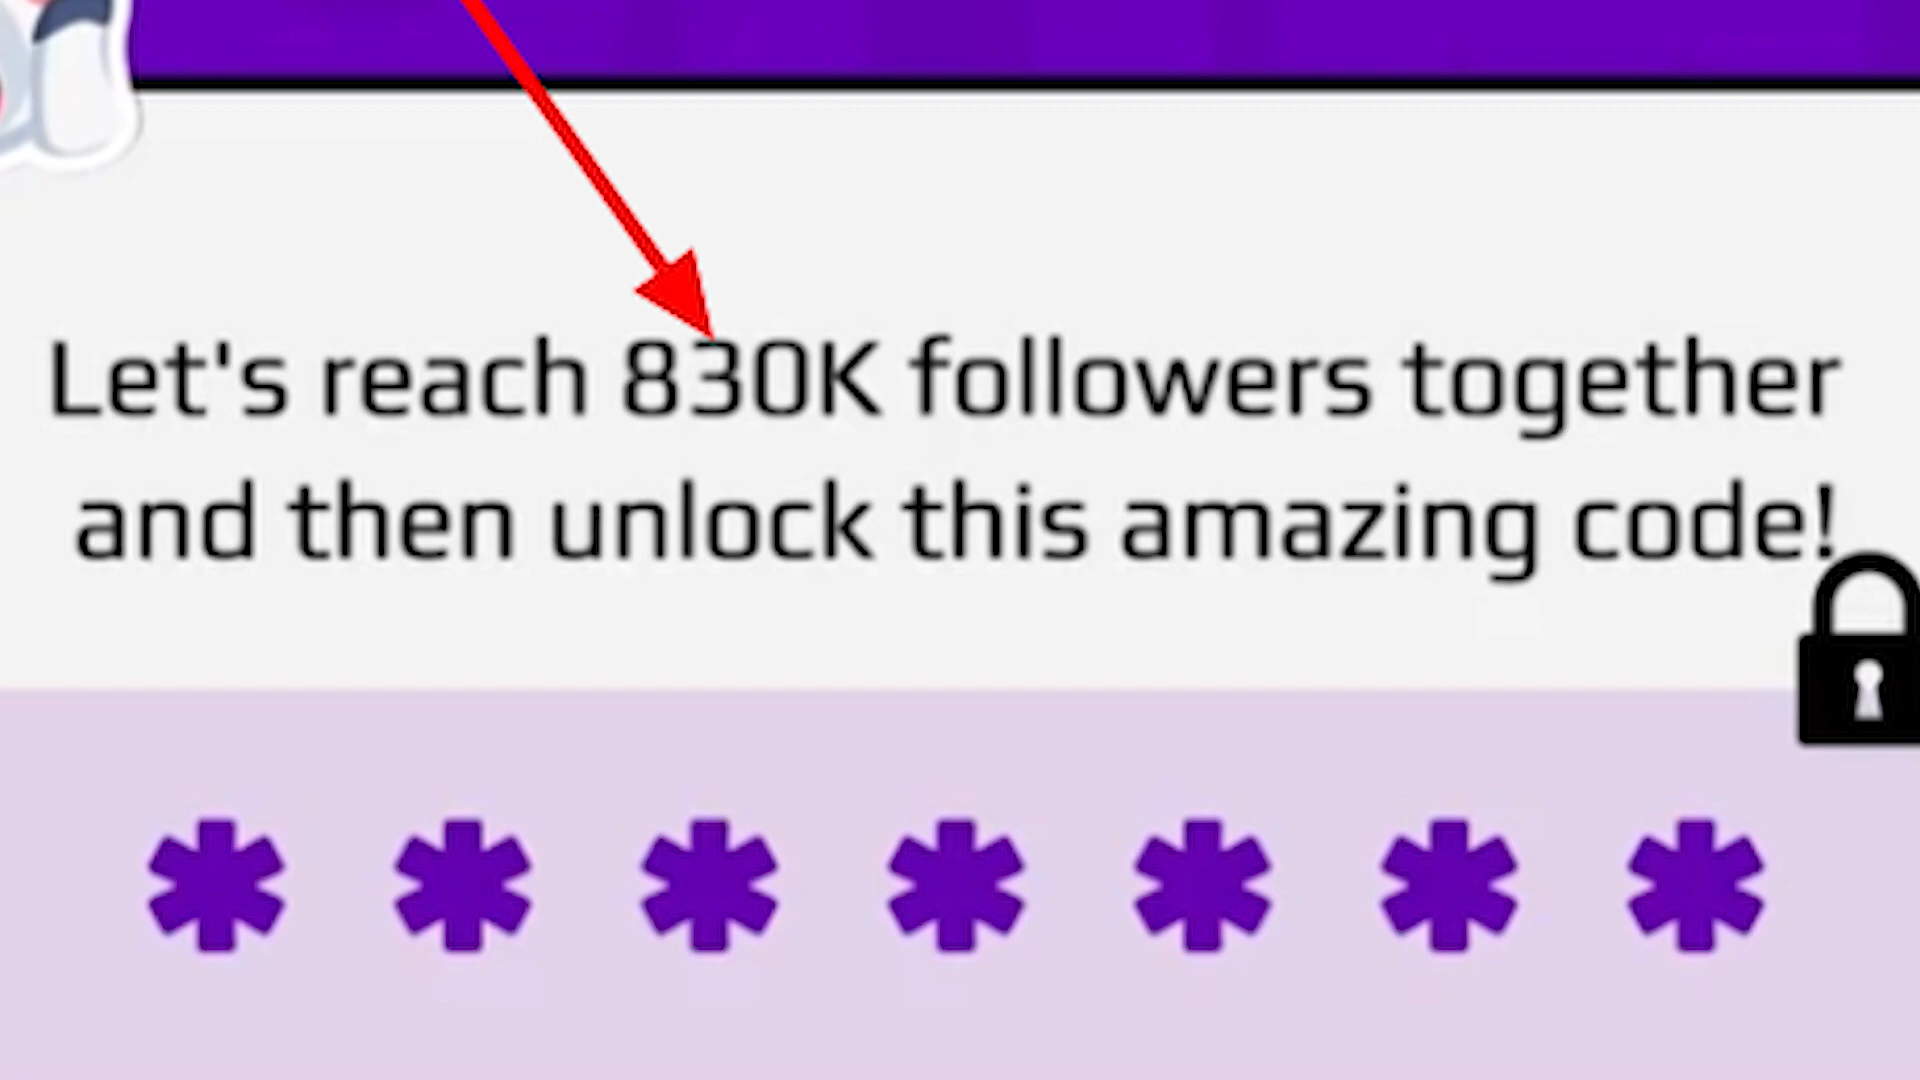 Let's reach 830K followers together
and then unlock this amazing code!
* * * * * * *